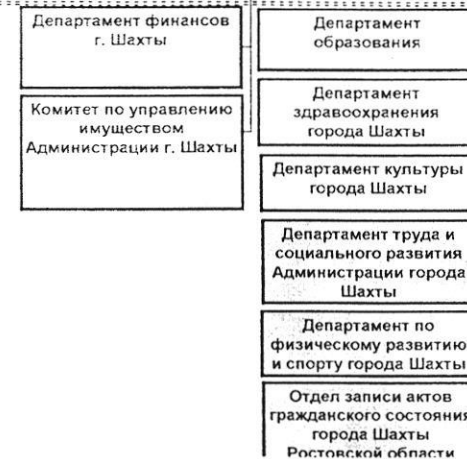 Департамент финансов
г. Шахты
Комитет по управлению
имуществом
Администрации г. Шахты
Департамент
образования
Департамент
здравоохранения
города Шахты
Департамент культуры
города Шахты
Департамент труда и
социального развития
Администрации города
Шахты
Департамент по
физическому развитию
и спорту города Шахты
Отдел записи актов
гражданского состояния
города Шахты
Ростовской области